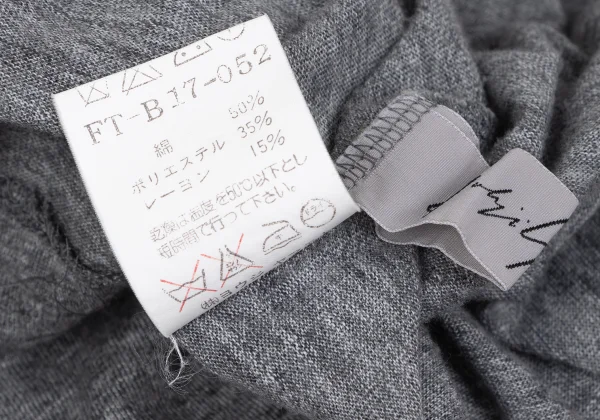 FT-B17-052
綿 50%
ポリエステル 35%
レーヨン 15%
乾燥は温度を60℃以下とし
短時間で行って下さい。